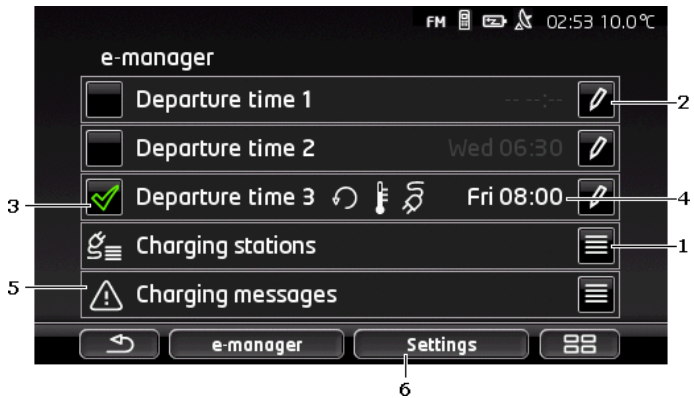 FM 02:53 10.0°C
e-manager
Departure time 1 -- --:--
2
Departure time 2 Wed 06:30
3 Departure time 3 Fri 08:00 4
Charging stations 1
5 Charging messages
e-manager Settings
6